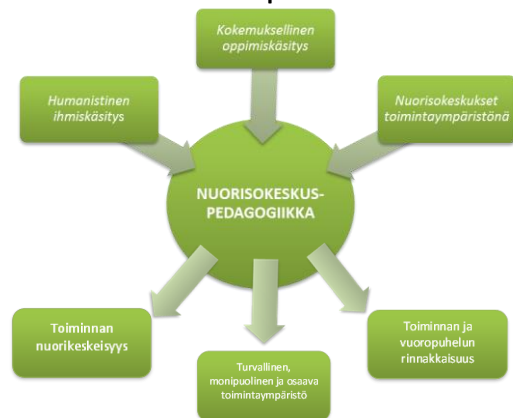 Kokemuksellinen
oppimiskäsitys
Humanistinen
ihmiskäsitys
Nuorisokeskukset
toimintaympäristönä
NUORISOKESKUS-
PEDAGOGIIKKA
Toiminnan
nuorikeskeisyys
Turvallinen,
monipuolinen ja osaava
toimintaympäristö
Toiminnan ja
vuoropuhelun
rinnakkaisuus